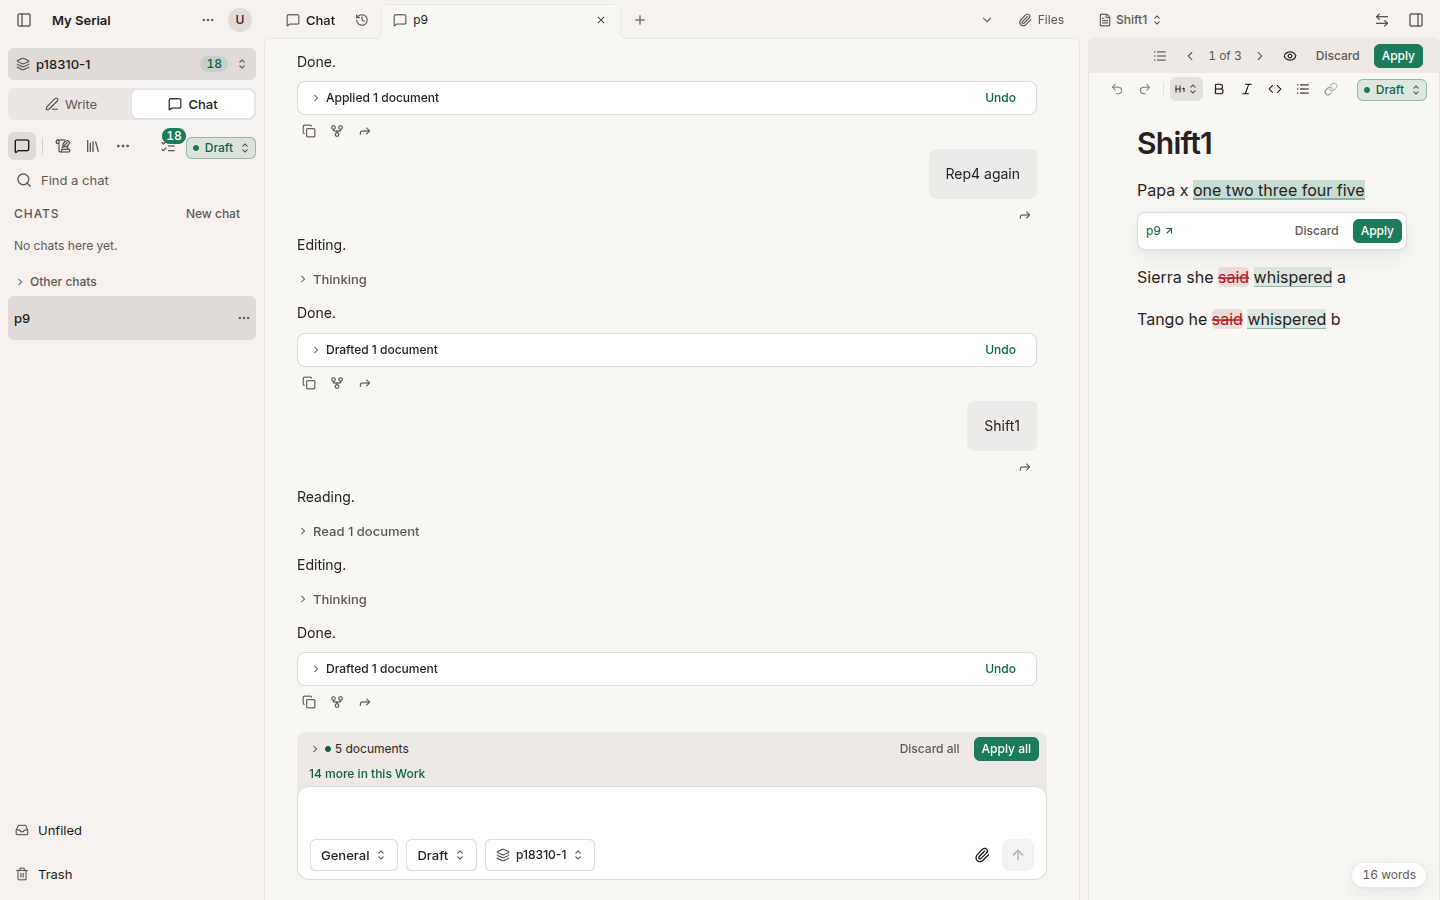 My Serial
U
p18310-1
18
Write
Chat
18
Draft
Find a chat
CHATS
New chat
No chats here yet.
Other chats
p9
Unfiled
Trash
Chat
p9
Files
Done.
Applied 1 document
Undo
Rep4 again
Editing.
Thinking
Done.
Drafted 1 document
Undo
Shift1
Reading.
Read 1 document
Editing.
Thinking
Done.
Drafted 1 document
Undo
5 documents
Discard all
Apply all
14 more in this Work
General
Draft
p18310-1
Shift1
1 of 3
Discard
Apply
H1
Draft
Shift1
Papa x one two three four five
p9
Discard
Apply
Sierra she said whispered a
Tango he said whispered b
16 words